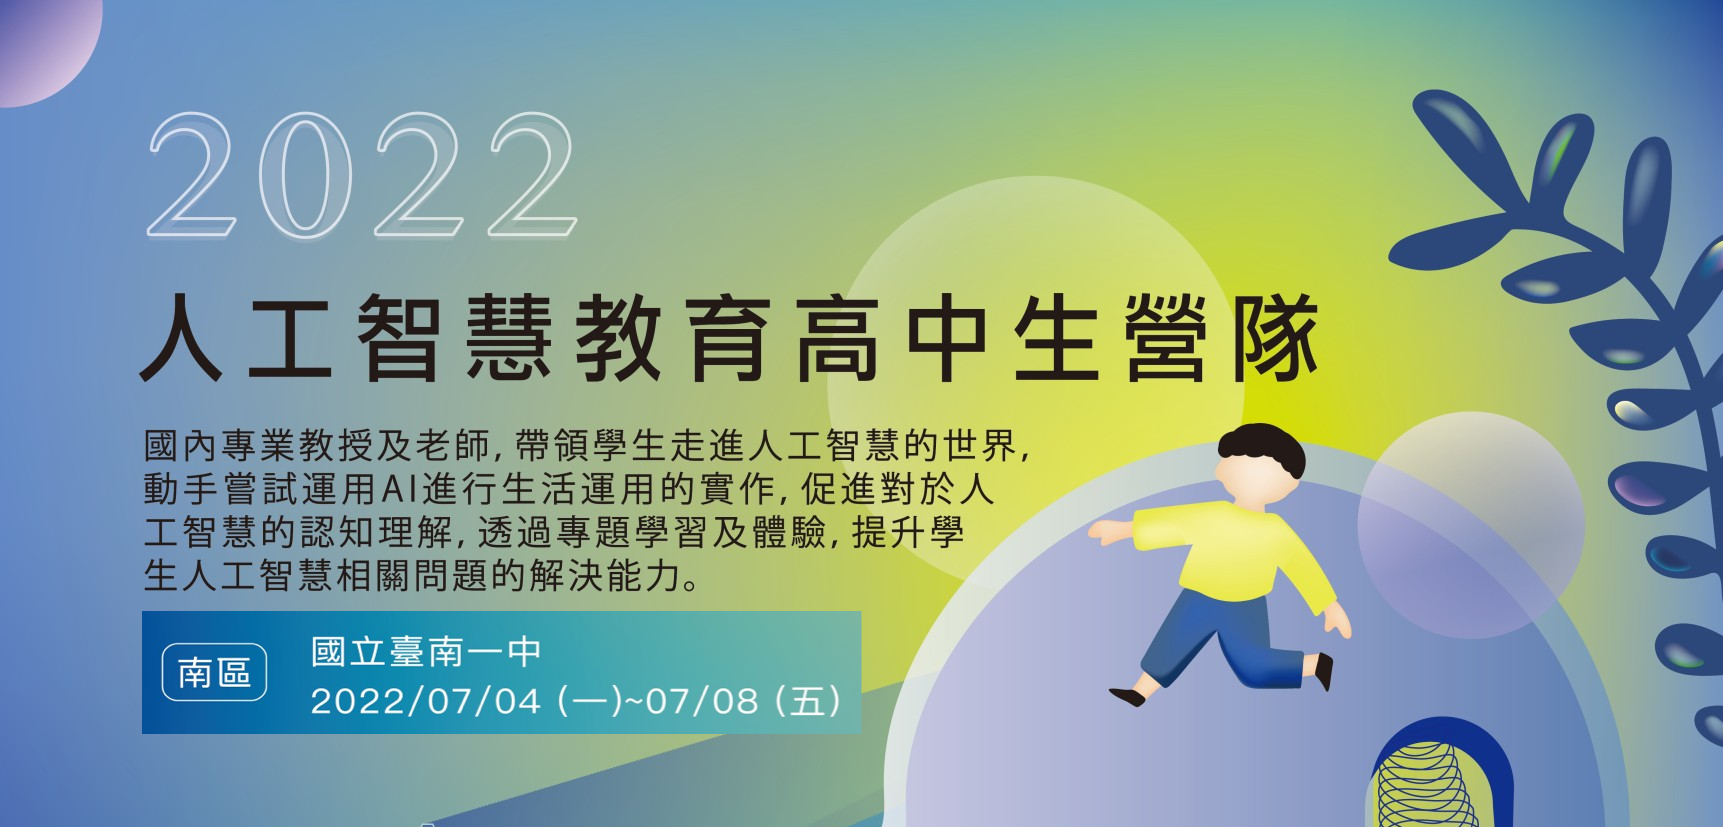 2022
人工智慧教育高中生營隊
國內專業教授及老師, 帶領學生走進人工智慧的世界,
動手嘗試運用AI進行生活運用的實作, 促進對於人
工智慧的認知理解, 透過專題學習及體驗, 提升學
生人工智慧相關問題的解決能力。
南區
國立臺南一中
2022/07/04 (一)~07/08 (五)